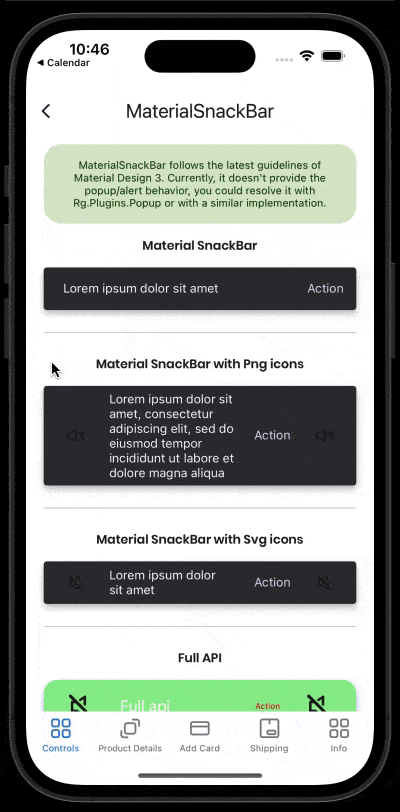 10:46
◀ Calendar
MaterialSnackBar
MaterialSnackBar follows the latest guidelines of
Material Design 3. Currently, it doesn't provide the
popup/alert behavior, you could resolve it with
Rg.Plugins.Popup or with a similar implementation.
Material SnackBar
Lorem ipsum dolor sit amet Action
Material SnackBar with Png icons
Lorem ipsum dolor sit
amet, consectetur
adipiscing elit, sed do
eiusmod tempor
incididunt ut labore et
dolore magna aliqua
Action
Material SnackBar with Svg icons
Lorem ipsum dolor
sit amet
Action
Full API
Full api Action
Controls Product Details Add Card Shipping Info